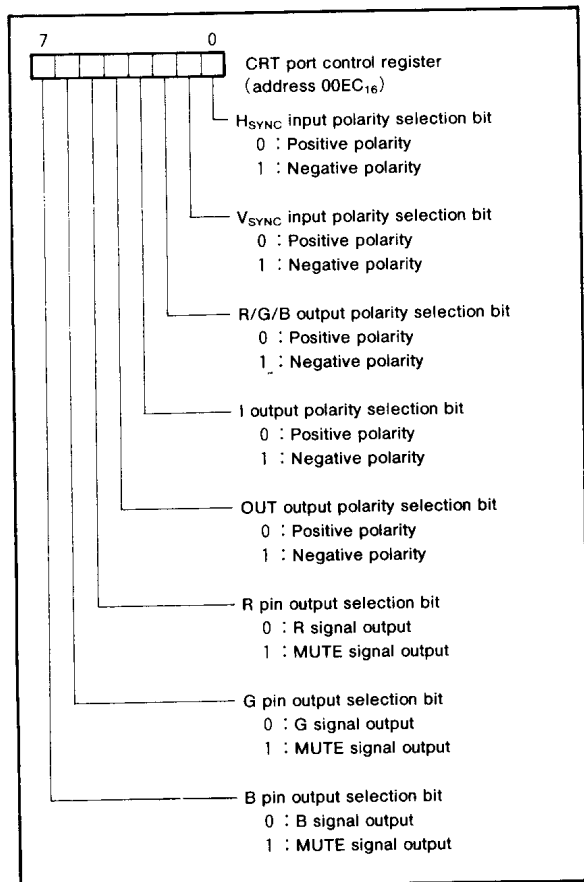 7 0
CRT port control register
(address 00EC₁₆)
HSYNC input polarity selection bit
0 : Positive polarity
1 : Negative polarity
VSYNC input polarity selection bit
0 : Positive polarity
1 : Negative polarity
R/G/B output polarity selection bit
0 : Positive polarity
1 : Negative polarity
I output polarity selection bit
0 : Positive polarity
1 : Negative polarity
OUT output polarity selection bit
0 : Positive polarity
1 : Negative polarity
R pin output selection bit
0 : R signal output
1 : MUTE signal output
G pin output selection bit
0 : G signal output
1 : MUTE signal output
B pin output selection bit
0 : B signal output
1 : MUTE signal output